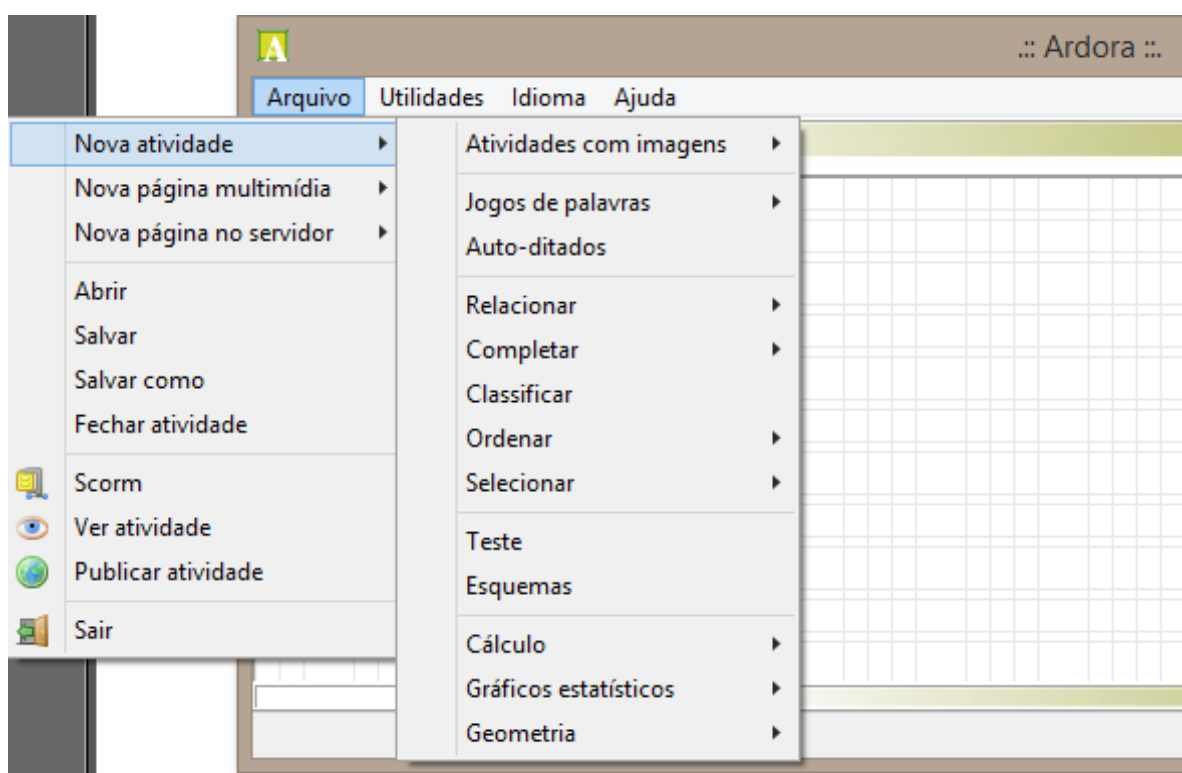 .:: Ardora ::.
Arquivo Utilidades Idioma Ajuda
Nova atividade
Nova página multimídia
Nova página no servidor
Abrir
Salvar
Salvar como
Fechar atividade
Scorm
Ver atividade
Publicar atividade
Sair
Atividades com imagens
Jogos de palavras
Auto-ditados
Relacionar
Completar
Classificar
Ordenar
Selecionar
Teste
Esquemas
Cálculo
Gráficos estatísticos
Geometria